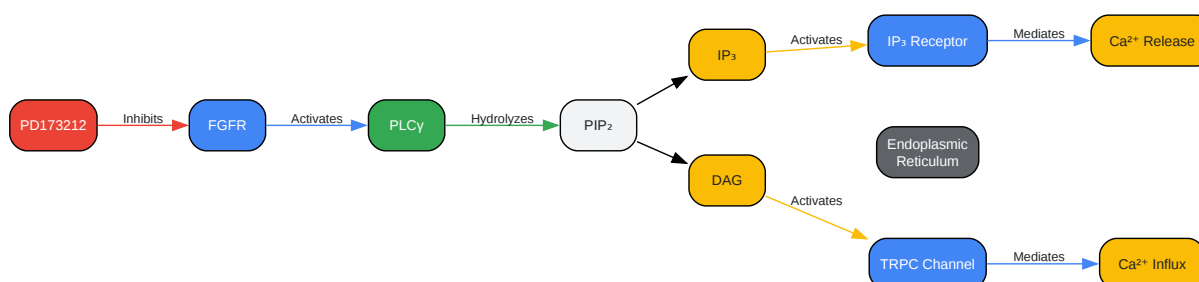 PD173212
Inhibits
FGFR
Activates
PLCγ
Hydrolyzes
PIP₂
IP₃
Activates
IP₃ Receptor
Mediates
Ca²⁺ Release
Endoplasmic
Reticulum
DAG
Activates
TRPC Channel
Mediates
Ca²⁺ Influx